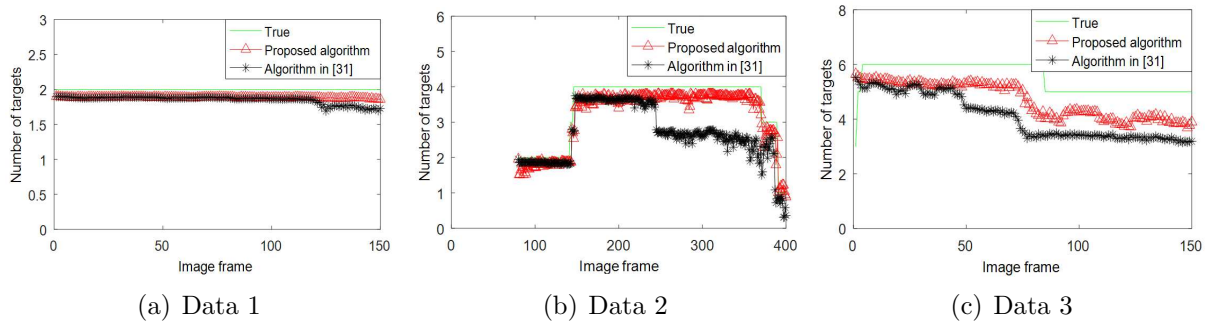 3
2.5
2
1.5
1
0.5
0
Number of targets
True
Proposed algorithm
Algorithm in [31]
0
50
100
150
Image frame
(a) Data 1
6
5
4
3
2
1
0
Number of targets
True
Proposed algorithm
Algorithm in [31]
0
100
200
300
400
Image frame
(b) Data 2
8
6
4
2
0
Number of targets
True
Proposed algorithm
Algorithm in [31]
0
50
100
150
Image frame
(c) Data 3